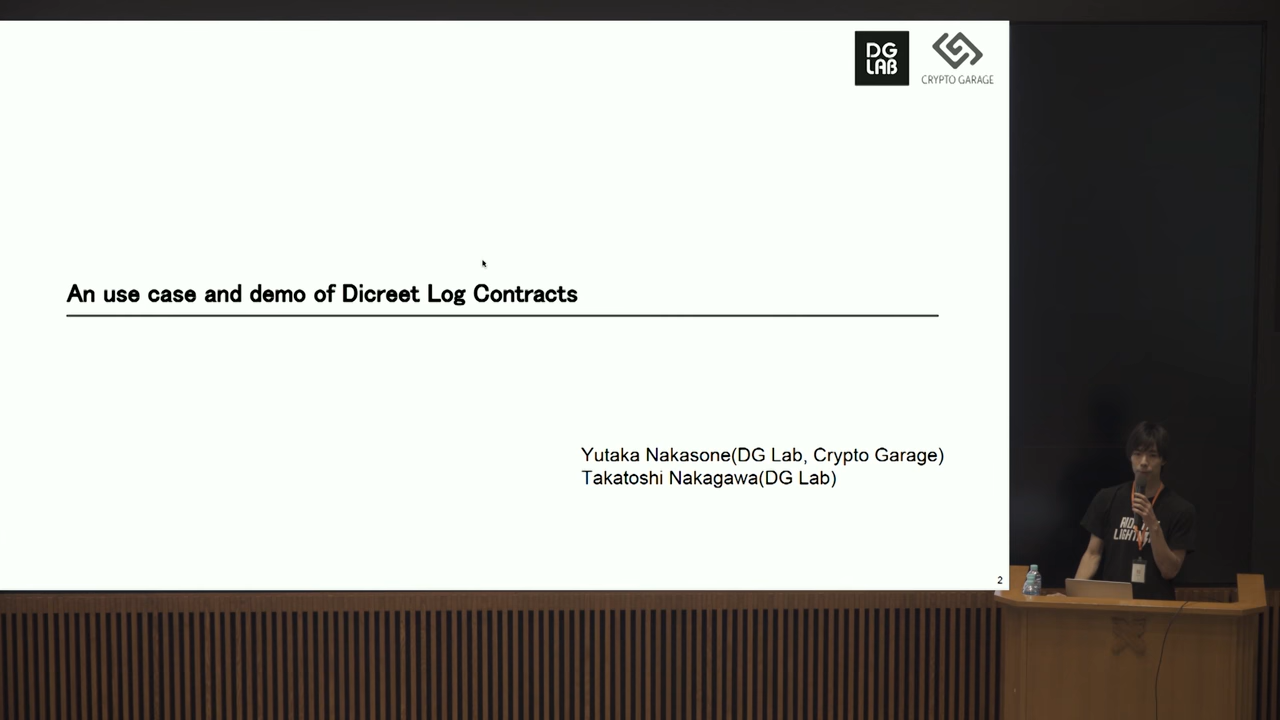 DG
LAB
CRYPTO GARAGE
An use case and demo of Dicreet Log Contracts
Yutaka Nakasone(DG Lab, Crypto Garage)
Takatoshi Nakagawa(DG Lab)
2